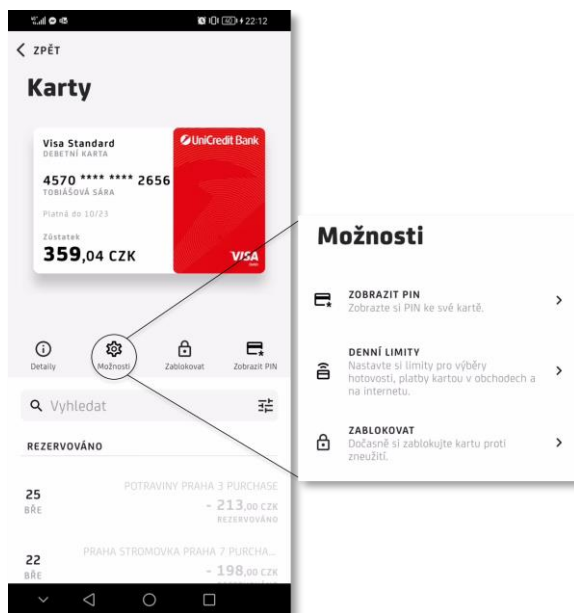 22:12
ZPĚT
Karty
Visa Standard
DEBETNÍ KARTA
UniCredit Bank
4570 **** **** 2656
TOBIÁŠOVÁ SÁRA
Platná do 10/23
Zůstatek
359,04 CZK
VISA
Detaily
Možnosti
Zablokovat
Zobrazit PIN
Vyhledat
REZERVOVÁNO
25
BŘE
POTRAVINY PRAHA 3 PURCHASE
- 213,00 CZK
REZERVOVÁNO
22
BŘE
PRAHA STROMOVKA PRAHA 7 PURCHA...
- 198,00 CZK
Možnosti
ZOBRAZIT PIN
Zobrazte si PIN ke své kartě.
DENNÍ LIMITY
Nastavte si limity pro výběry
hotovosti, platby kartou v obchodech a
na internetu.
ZABLOKOVAT
Dočasně si zablokujte kartu proti
zneužití.